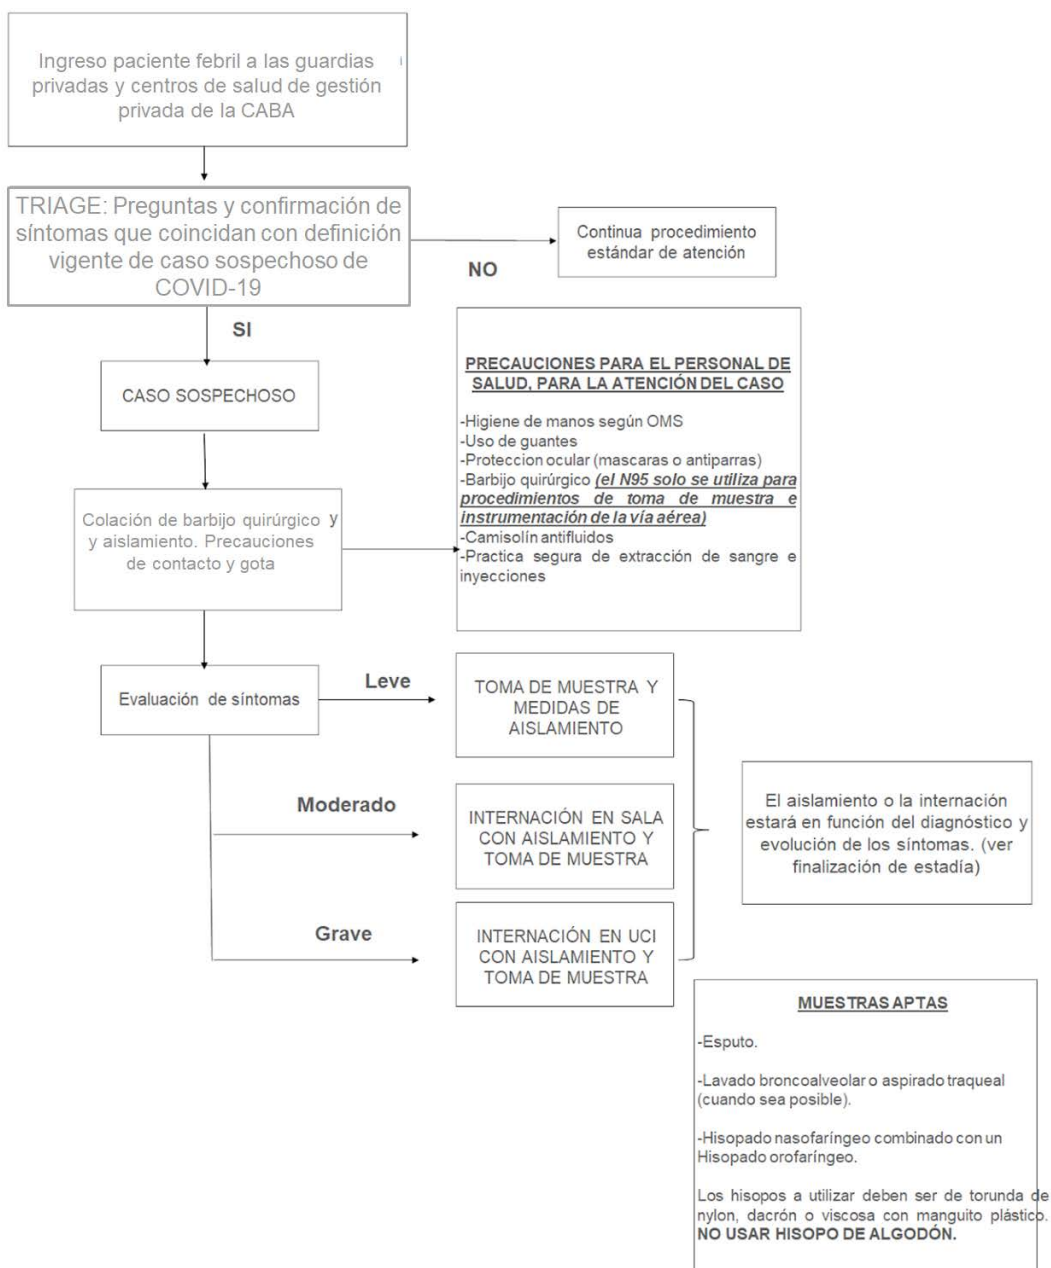 Ingreso paciente febril a las guardias
privadas y centros de salud de gestión
privada de la CABA
TRIAGE: Preguntas y confirmación de
síntomas que coincidan con definición
vigente de caso sospechoso de
COVID-19
NO
Continua procedimiento
estándar de atención
SI
CASO SOSPECHOSO
Colación de barbijo quirúrgico y
y aislamiento. Precauciones
de contacto y gota
PRECAUCIONES PARA EL PERSONAL DE
SALUD, PARA LA ATENCIÓN DEL CASO
-Higiene de manos según OMS
-Uso de guantes
-Proteccion ocular (mascaras o antiparras)
-Barbijo quirúrgico (el N95 solo se utiliza para
procedimientos de toma de muestra e
instrumentación de la vía aérea)
-Camisolín antifluidos
-Practica segura de extracción de sangre e
inyecciones
Evaluación de síntomas
Leve
TOMA DE MUESTRA Y
MEDIDAS DE
AISLAMIENTO
Moderado
INTERNACIÓN EN SALA
CON AISLAMIENTO Y
TOMA DE MUESTRA
Grave
INTERNACIÓN EN UCI
CON AISLAMIENTO Y
TOMA DE MUESTRA
El aislamiento o la internación
estará en función del diagnóstico y
evolución de los síntomas. (ver
finalización de estadía)
MUESTRAS APTAS
-Esputo.
-Lavado broncoalveolar o aspirado traqueal
(cuando sea posible).
-Hisopado nasofaríngeo combinado con un
Hisopado orofaríngeo.
Los hisopos a utilizar deben ser de torunda de
nylon, dacrón o viscosa con manguito plástico.
NO USAR HISOPO DE ALGODÓN.